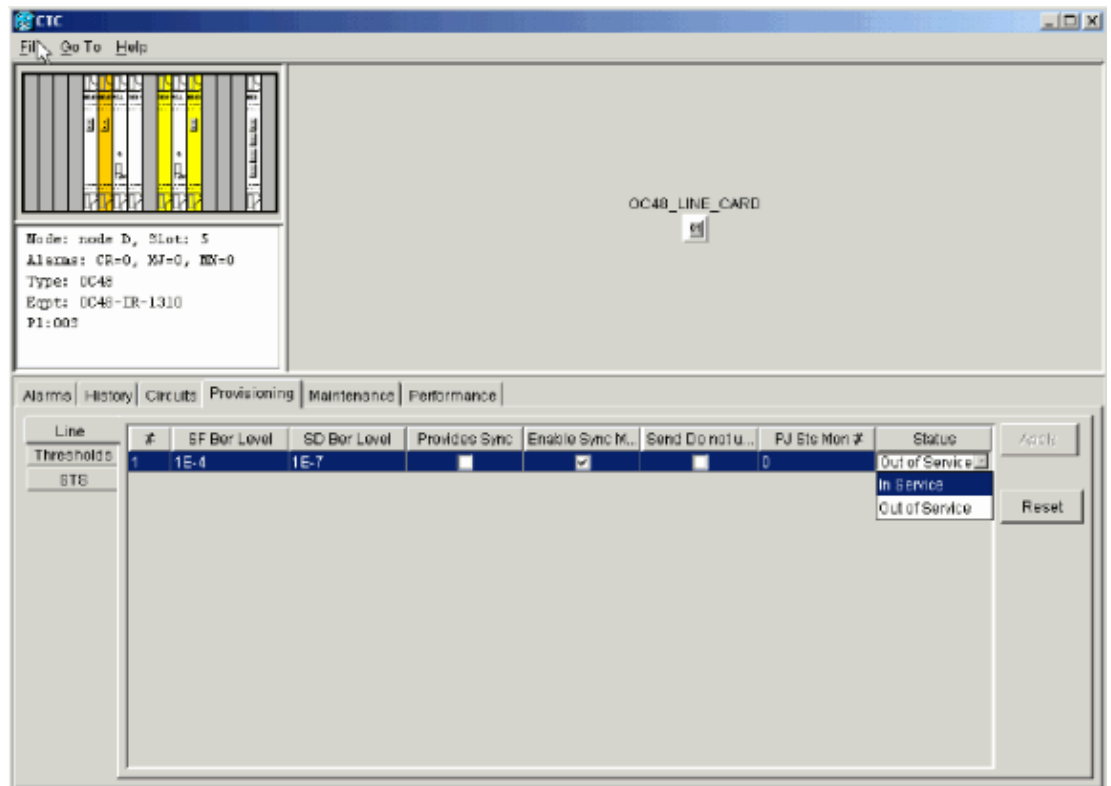 CTC
File Go To Help
OC48_LINE_CARD
Node: node D, Slot: 5
Alarms: CR=0, MJ=0, MN=0
Type: OC48
Eqpt: OC48-IR-1310
Alarms History Circuits Provisioning Maintenance Performance
Line
Thresholds
STS
# SF Ber Level SD Ber Level Provides Sync Enable Sync M... Send Do not u... PJ Sts Mon # Status
1 1E-4 1E-7 0 Out of Service
In Service
Out of Service
Apply
Reset